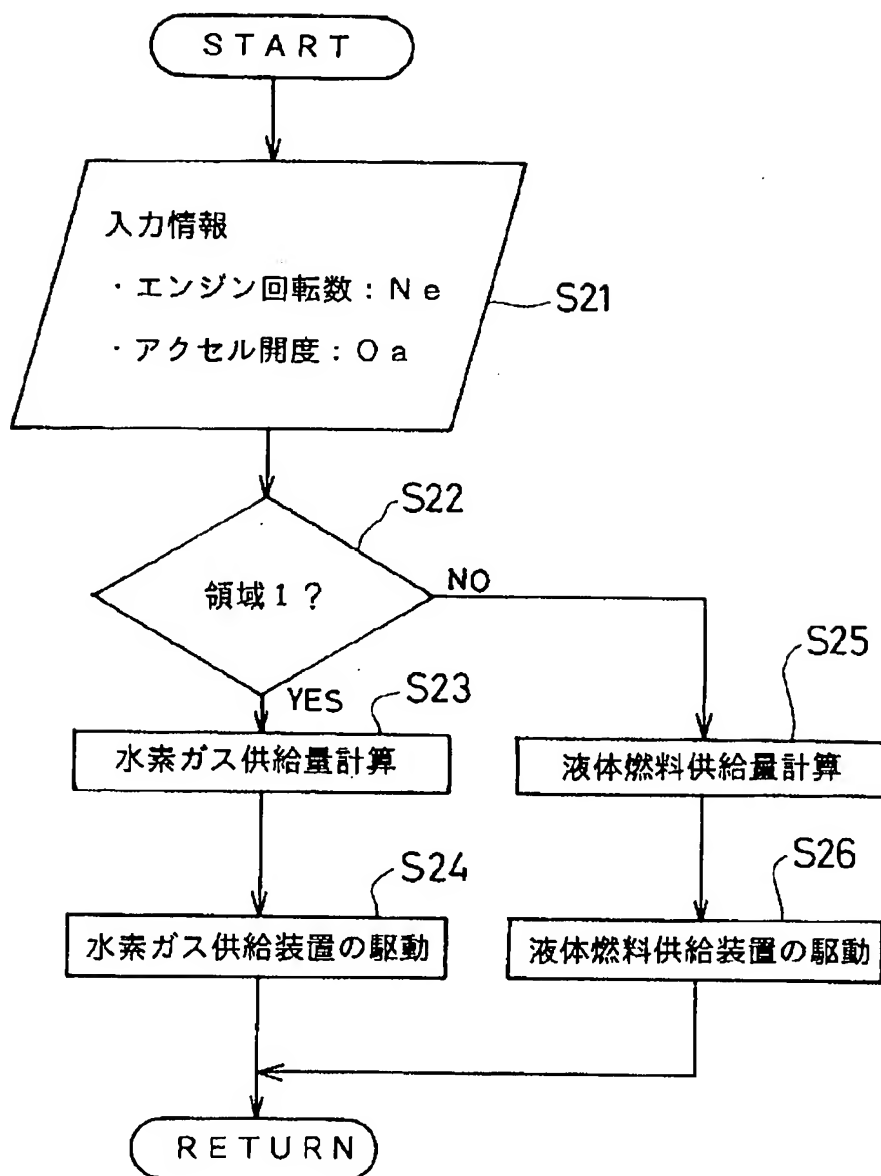 START
入力情報
・エンジン回転数：Ne
・アクセル開度：Oa
S21
S22
領域1？
NO
YES
S23
水素ガス供給量計算
S25
液体燃料供給量計算
S24
水素ガス供給装置の駆動
S26
液体燃料供給装置の駆動
RETURN